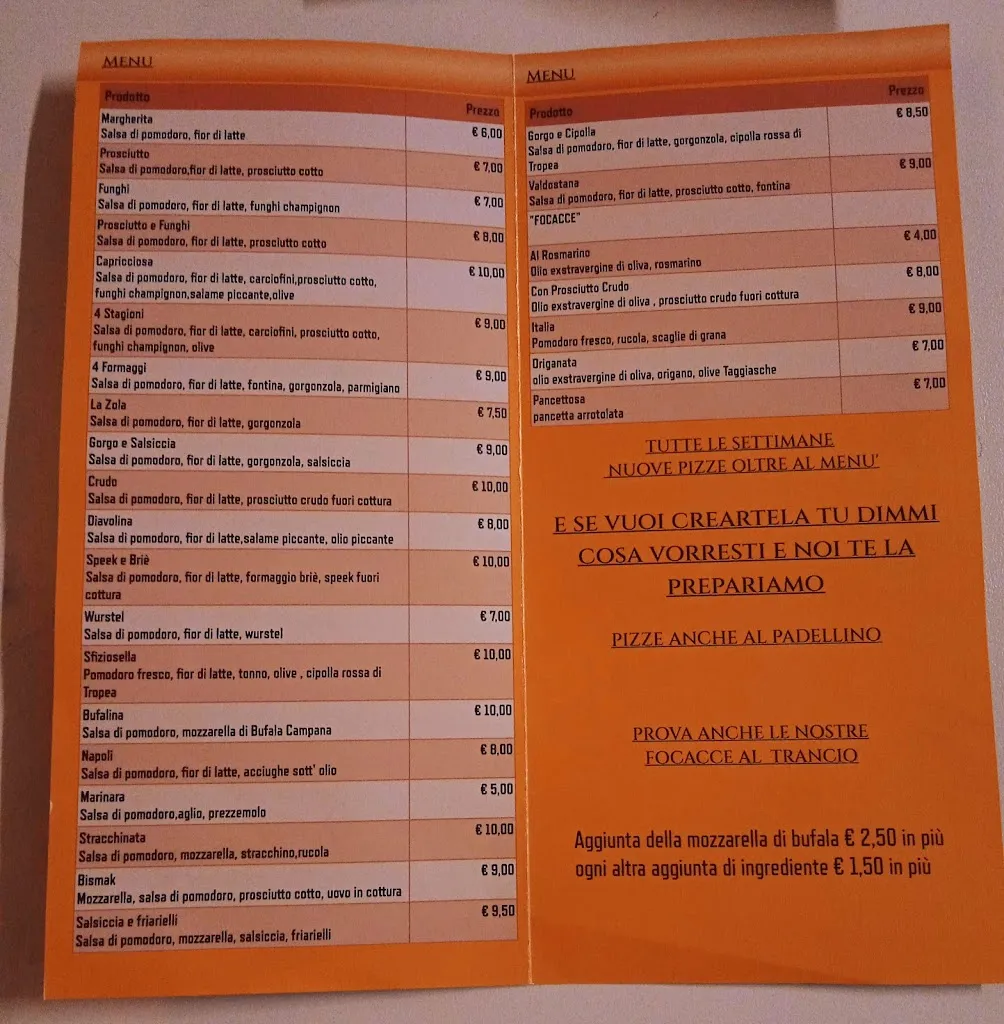 MENU
Prodotto Prezzo
Margherita € 6,00
Salsa di pomodoro, fior di latte
Prosciutto € 7,00
Salsa di pomodoro,fior di latte, prosciutto cotto
Funghi € 7,00
Salsa di pomodoro, fior di latte, funghi champignon
Prosciutto e Funghi € 8,00
Salsa di pomodoro, fior di latte, prosciutto cotto
Capricciosa € 10,00
Salsa di pomodoro, fior di latte, carciofini,prosciutto cotto,
funghi champignon,salame piccante,olive
4 Stagioni € 9,00
Salsa di pomodoro, fior di latte, carciofini, prosciutto cotto,
funghi champignon, olive
4 Formaggi € 9,00
Salsa di pomodoro, fior di latte, fontina, gorgonzola, parmigiano
La Zola € 7,50
Salsa di pomodoro, fior di latte, gorgonzola
Gorgo e Salsiccia € 9,00
Salsa di pomodoro, fior di latte, gorgonzola, salsiccia
Crudo € 10,00
Salsa di pomodoro, fior di latte, prosciutto crudo fuori cottura
Diavolina € 8,00
Salsa di pomodoro, fior di latte,salame piccante, olio piccante
Speek e Briè € 10,00
Salsa di pomodoro, fior di latte, formaggio briè, speek fuori
cottura
Wurstel € 7,00
Salsa di pomodoro, fior di latte, wurstel
Sfiziosella € 10,00
Pomodoro fresco, fior di latte, tonno, olive , cipolla rossa di
Tropea
Bufalina € 10,00
Salsa di pomodoro, mozzarella di Bufala Campana
Napoli € 8,00
Salsa di pomodoro, fior di latte, acciughe sott' olio
Marinara € 5,00
Salsa di pomodoro,aglio, prezzemolo
Stracchinata € 10,00
Salsa di pomodoro, mozzarella, stracchino,rucola
Bismak € 9,00
Mozzarella, salsa di pomodoro, prosciutto cotto, uovo in cottura
Salsiccia e friarielli € 9,50
Salsa di pomodoro, mozzarella, salsiccia, friarielli
MENU
Prodotto Prezzo
Gorgo e Cipolla € 8,50
Salsa di pomodoro, fior di latte, gorgonzola, cipolla rossa di
Tropea
Valdostana € 9,00
Salsa di pomodoro, fior di latte, prosciutto cotto, fontina
"FOCACCE"
Al Rosmarino € 4,00
Olio exstravergine di oliva, rosmarino
Con Prosciutto Crudo € 8,00
Olio exstravergine di oliva , prosciutto crudo fuori cottura
Italia € 9,00
Pomodoro fresco, rucola, scaglie di grana
Origanata € 7,00
olio exstravergine di oliva, origano, olive Taggiasche
Pancettosa € 7,00
pancetta arrotolata
TUTTE LE SETTIMANE
NUOVE PIZZE OLTRE AL MENU'
E SE VUOI CREARTELA TU DIMMI
COSA VORRESTI E NOI TE LA
PREPARIAMO
PIZZE ANCHE AL PADELLINO
PROVA ANCHE LE NOSTRE
FOCACCE AL TRANCIO
Aggiunta della mozzarella di bufala € 2,50 in più
ogni altra aggiunta di ingrediente € 1,50 in più